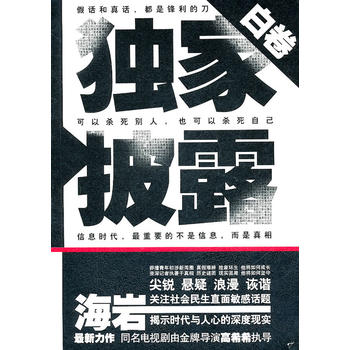 假话和真话，都是锋利的刀
白卷
独家
可以杀死别人，也可以杀死自己
披露
信息时代，最重要的不是信息，而是真相
尖锐 悬疑 浪漫 诙谐
关注社会民生直面敏感话题
海岩
揭示时代与人心的深度现实
最新力作 同名电视剧由金牌导演高希希执导